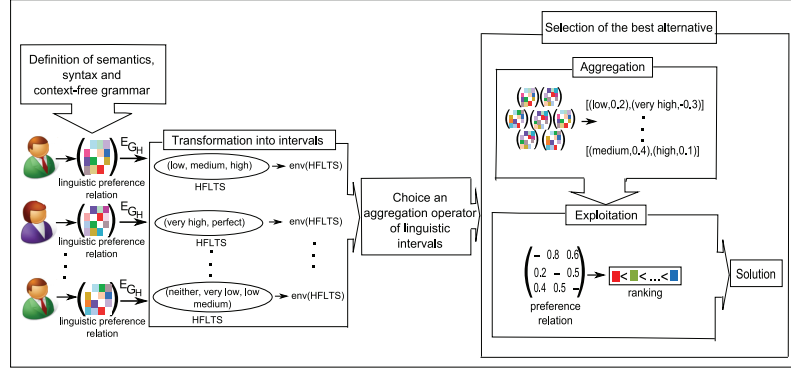 Definition of semantics,
syntax and
context-free grammar
E_GH
linguistic preference
relation
E_GH
linguistic preference
relation
E_GH
linguistic preference
relation
Transformation into intervals
(low, medium, high)
env(HFLTS)
HFLTS
(very high, perfect)
env(HFLTS)
HFLTS
(neither, very low, low
medium)
env(HFLTS)
HFLTS
Choice an
aggregation operator
of linguistic
intervals
Selection of the best alternative
Aggregation
[(low,0.2),(very high,-0.3)]
[(medium,0.4),(high,0.1)]
Exploitation
– 0.8 0.6
0.2 – 0.5
0.4 0.5 –
preference
relation
< < ...<
ranking
Solution